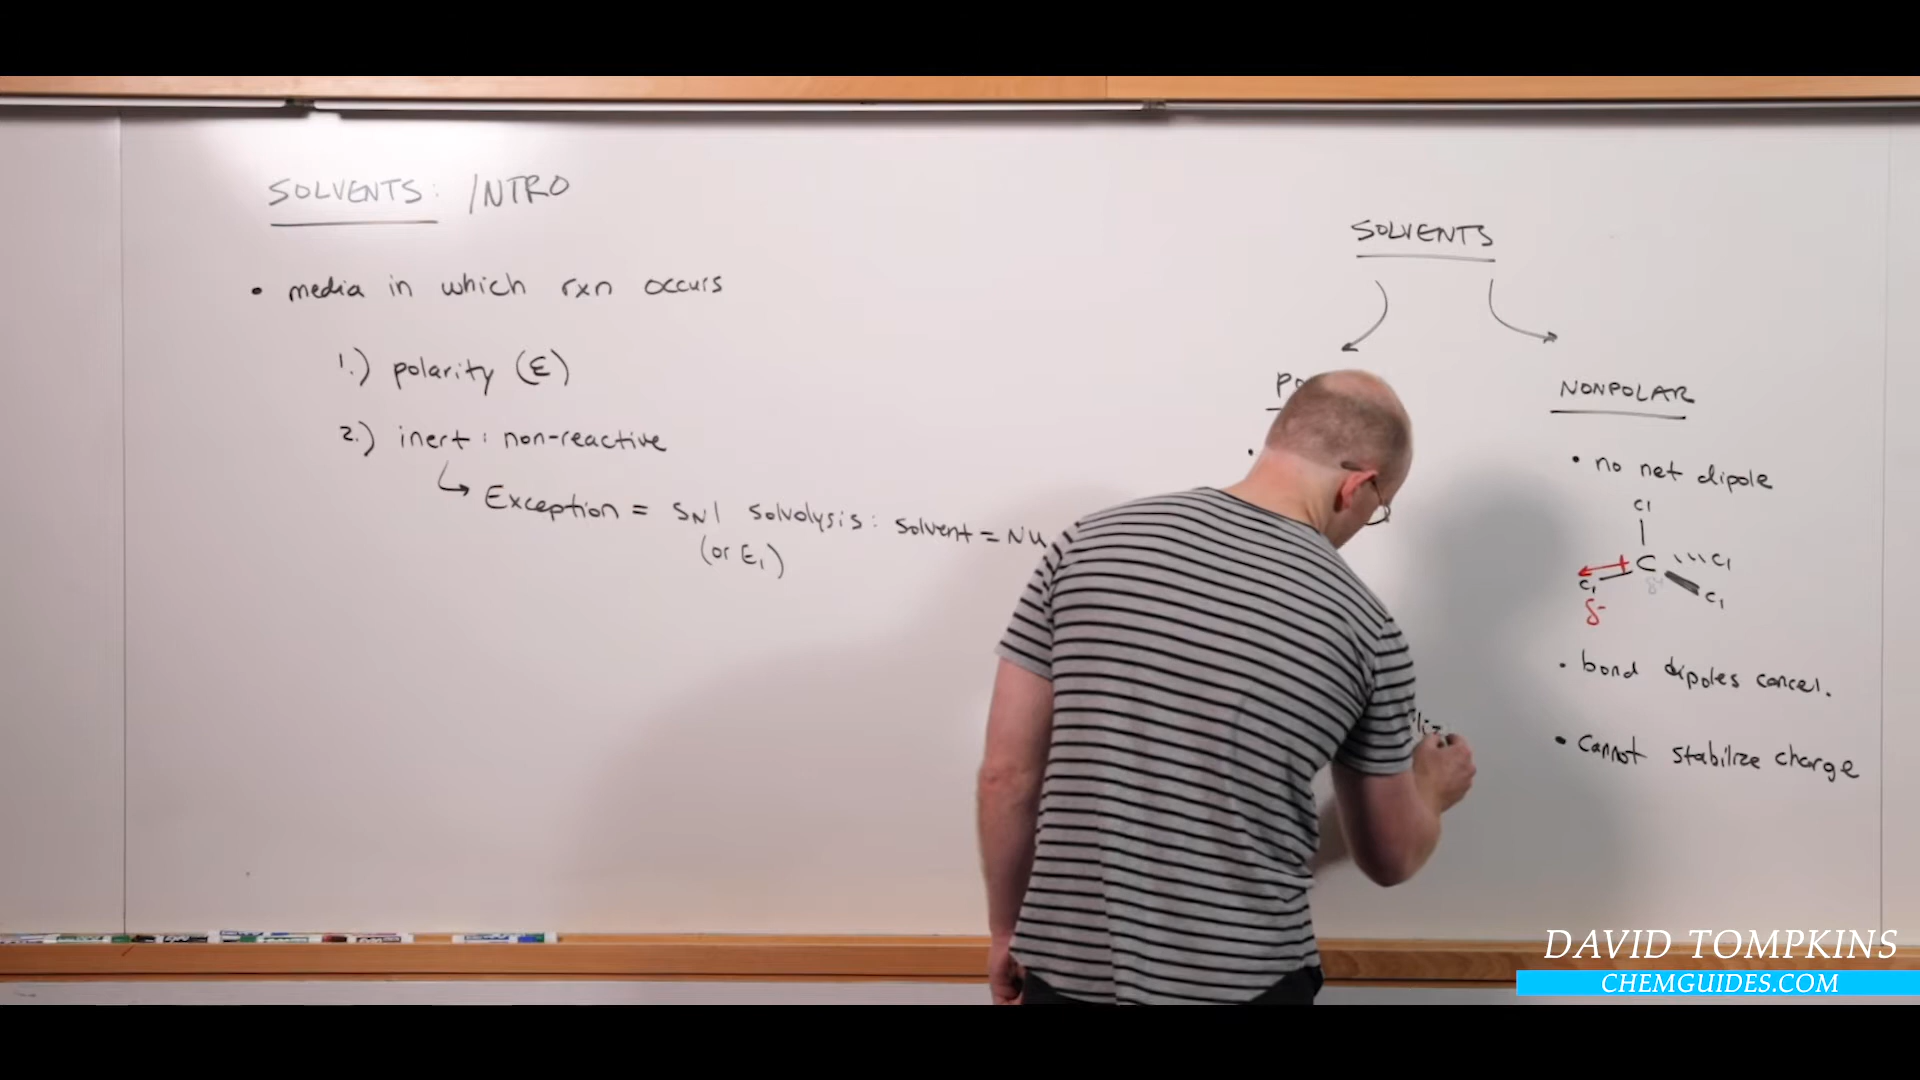 SOLVENTS: INTRO
• media in which rxn occurs
1.) polarity (ε)
2.) inert: non-reactive
↳ Exception = SN1 solvolysis: solvent = Nu
(or E1)
SOLVENTS
NONPOLAR
• no net dipole
Cl
C Cl
Cl δ+ Cl
δ-
• bond dipoles cancel.
• Cannot stabilize charge
DAVID TOMPKINS
CHEMGUIDES.COM